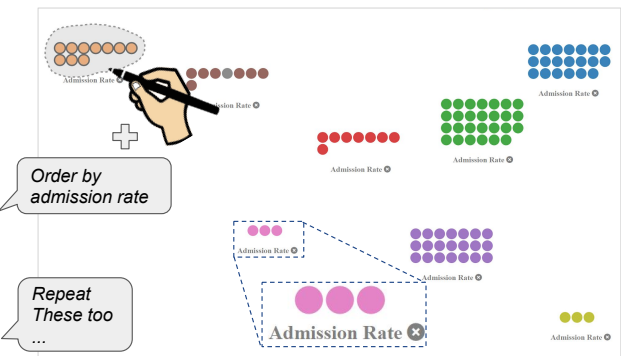 Admission Rate
Rate
Admission Rate
Admission Rate
Admission Rate
Order by
admission rate
Admission Rate
Admission Rate
Repeat
These too
...
Admission Rate
Admission Rate